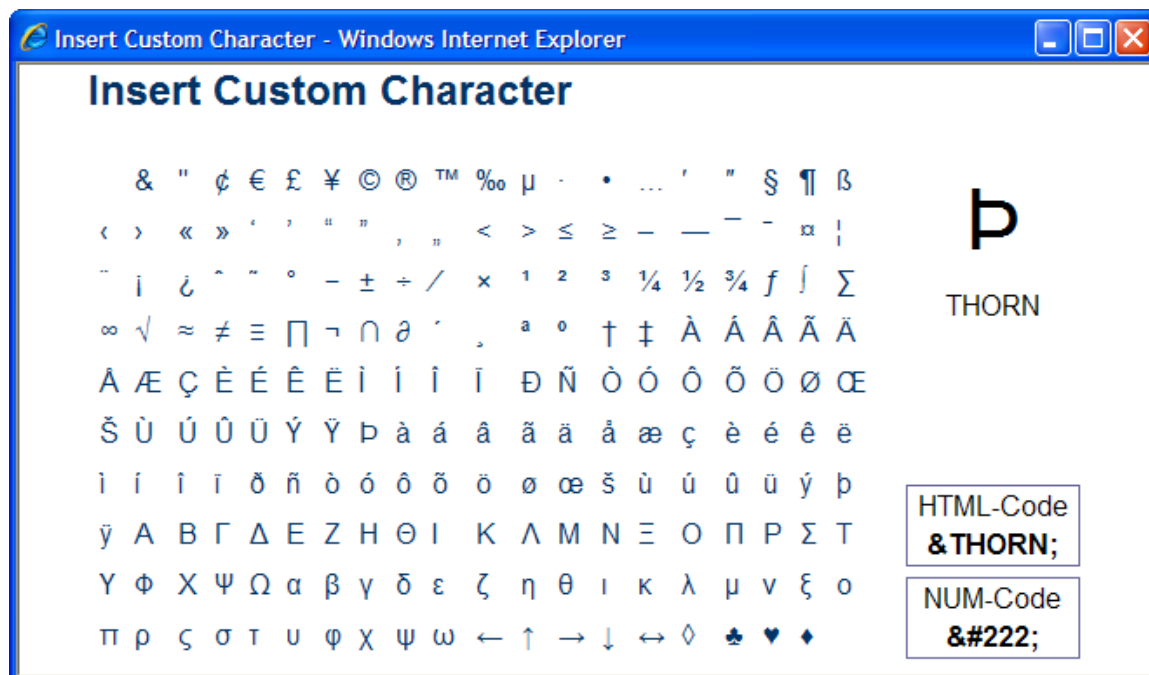 Insert Custom Character - Windows Internet Explorer
Insert Custom Character
& " ¢ € £ ¥ © ® ™ ‰ µ · • … ′ ″ § ¶ ß
‹ › « » ‘ ’ “ ” ‚ „ < > ≤ ≥ – — ¯ ‾ ¤ ¦
¨ ¡ ¿ ˆ ˜ ° − ± ÷ ⁄ × ¹ ² ³ ¼ ½ ¾ ƒ ∫ ∑
∞ √ ≈ ≠ ≡ ∏ ¬ ∩ ∂ ´ ¸ ª º † ‡ À Á Â Ã Ä
Å Æ Ç È É Ê Ë Ì Í Î Ï Ð Ñ Ò Ó Ô Õ Ö Ø Œ
Š Ù Ú Û Ü Ý Ÿ Þ à á â ã ä å æ ç è é ê ë
ì í î ï ð ñ ò ó ô õ ö ø œ š ù ú û ü ý þ
ÿ Α Β Γ Δ Ε Ζ Η Θ Ι Κ Λ Μ Ν Ξ Ο Π Ρ Σ Τ
Υ Φ Χ Ψ Ω α β γ δ ε ζ η θ ι κ λ μ ν ξ ο
π ρ ς σ τ υ φ χ ψ ω ← ↑ → ↓ ↔ ◊ ♣ ♥ ♦
Þ
THORN
HTML-Code
&THORN;
NUM-Code
&#222;